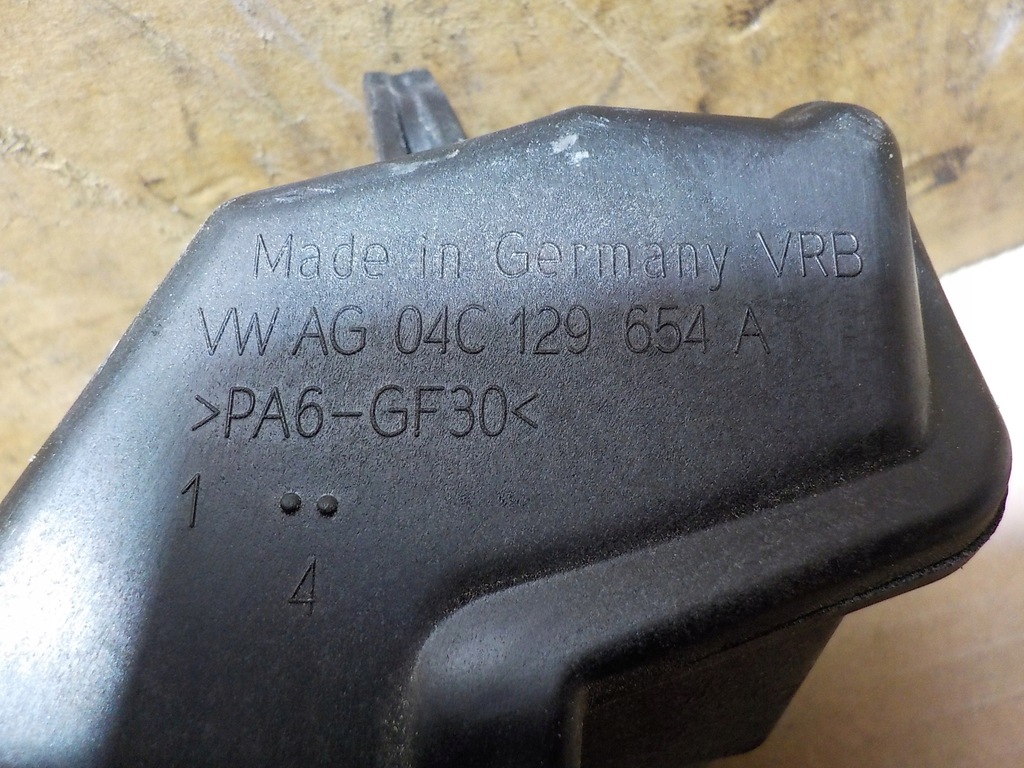 Made in Germany VRB
VW AG 04C 129 654 A
>PA6-GF30<
1 ••
4